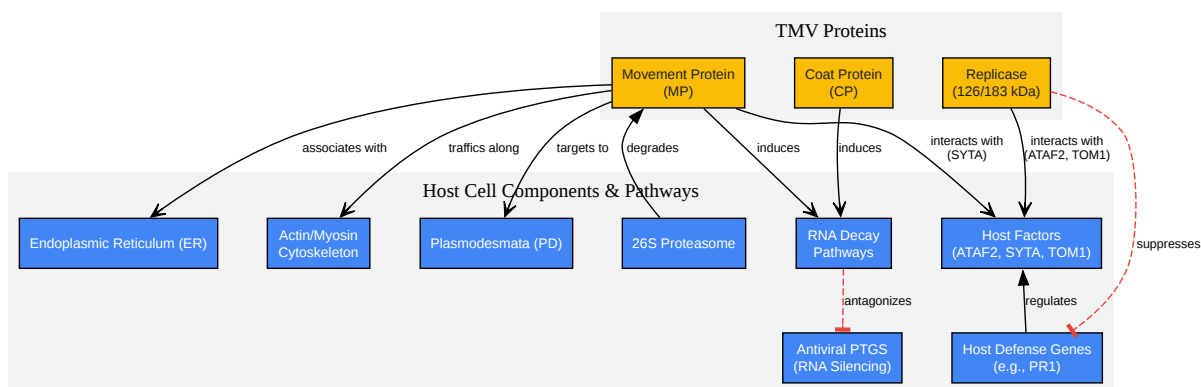 TMV Proteins
Movement Protein
(MP)
Coat Protein
(CP)
Replicase
(126/183 kDa)
associates with
traffics along
targets to
degrades
induces
induces
interacts with
(SYTA)
interacts with
(ATAF2, TOM1)
Host Cell Components & Pathways
Endoplasmic Reticulum (ER)
Actin/Myosin
Cytoskeleton
Plasmodesmata (PD)
26S Proteasome
RNA Decay
Pathways
Host Factors
(ATAF2, SYTA, TOM1)
suppresses
antagonizes
regulates
Antiviral PTGS
(RNA Silencing)
Host Defense Genes
(e.g., PR1)